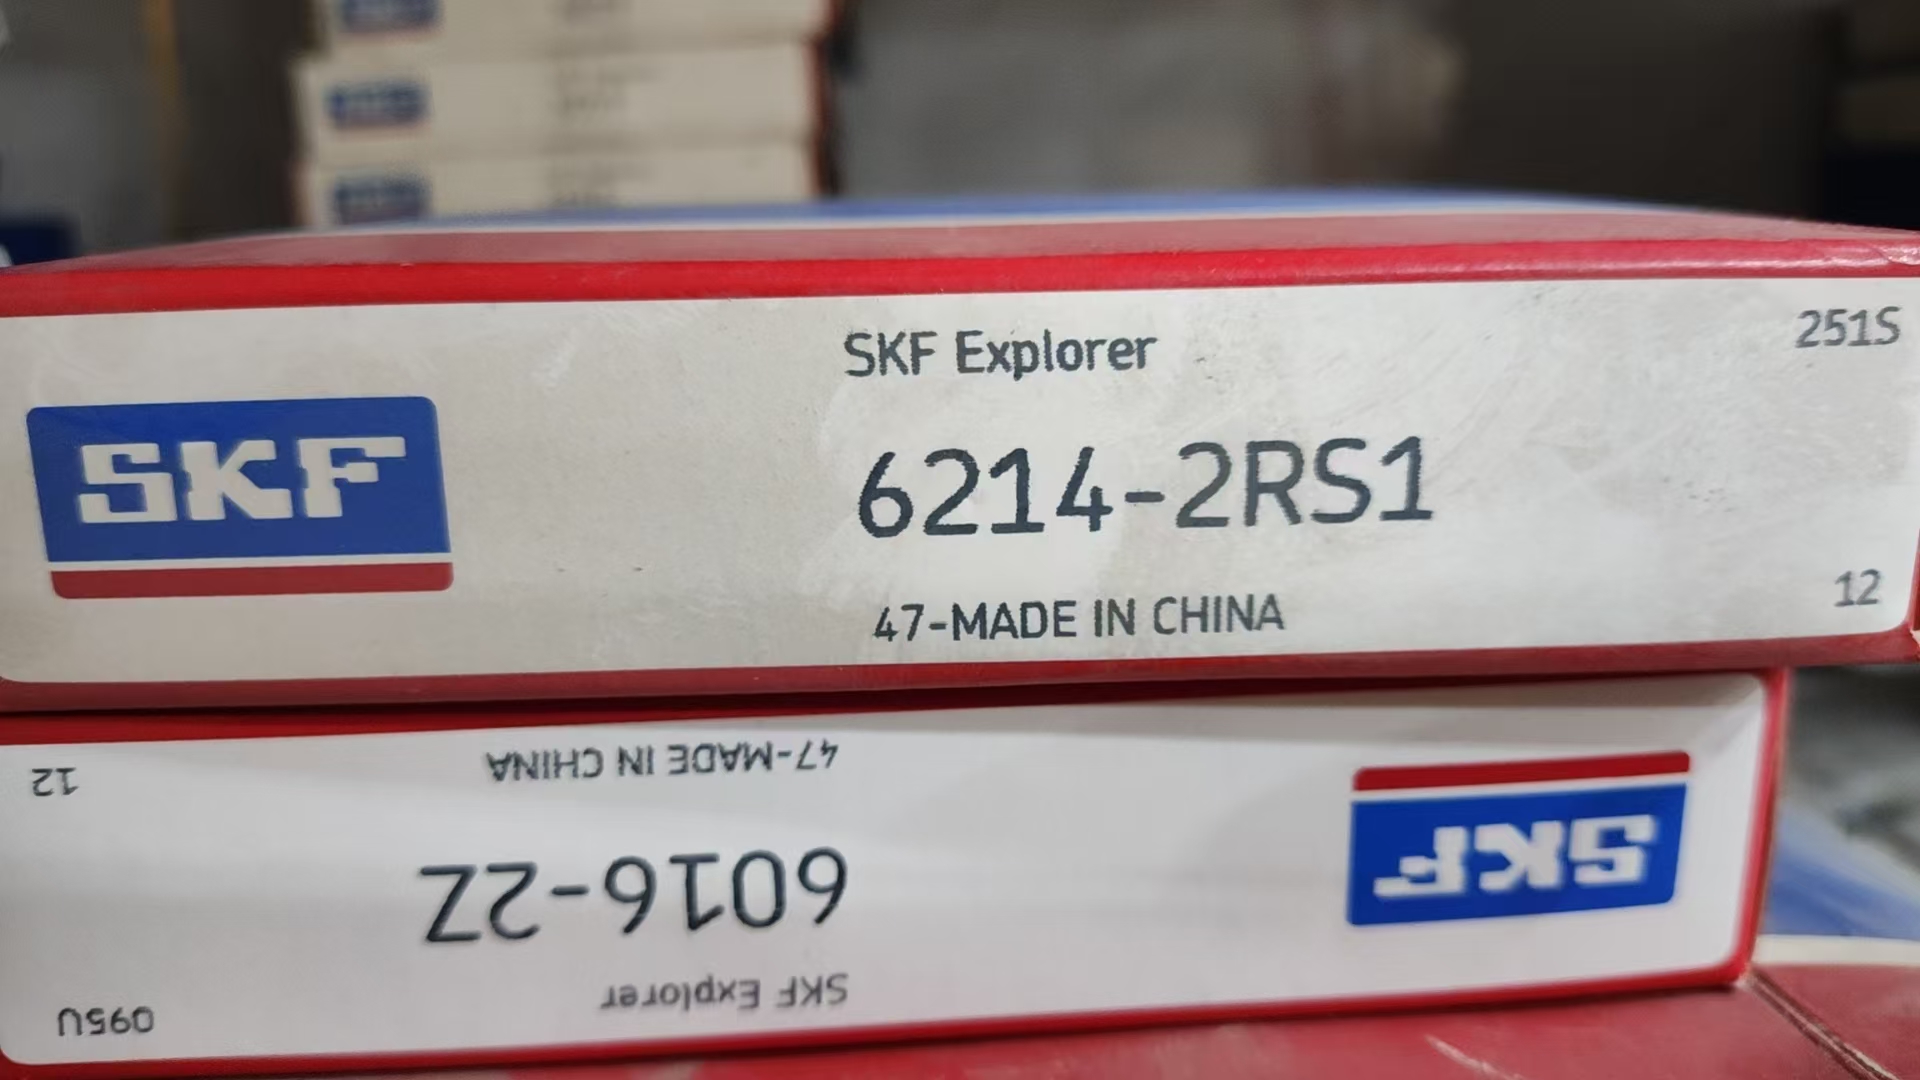 SKF Explorer
251S
SKF
6214-2RS1
47-MADE IN CHINA
12
SKF Explorer
095U
SKF
6016-2Z
47-MADE IN CHINA
12